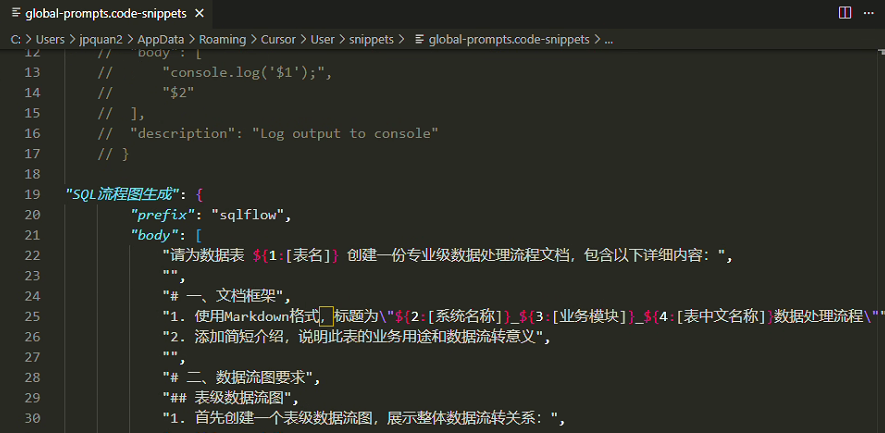 global-prompts.code-snippets
C: > Users > jpquan2 > AppData > Roaming > Cursor > User > snippets > global-prompts.code-snippets > ...
12 // "body": [
13 // "console.log('$1');",
14 // "$2"
15 // ],
16 // "description": "Log output to console"
17 // }
18
19 "SQL流程图生成": {
20 "prefix": "sqlflow",
21 "body": [
22 "请为数据表 ${1:[表名]} 创建一份专业级数据处理流程文档，包含以下详细内容：",
23 "",
24 "# 一、文档框架",
25 "1. 使用Markdown格式，标题为\"${2:[系统名称]}_${3:[业务模块]}_${4:[表中文名称]}数据处理流程\""
26 "2. 添加简短介绍，说明此表的业务用途和数据流转意义",
27 "",
28 "# 二、数据流图要求",
29 "## 表级数据流图",
30 "1. 首先创建一个表级数据流图，展示整体数据流转关系：",